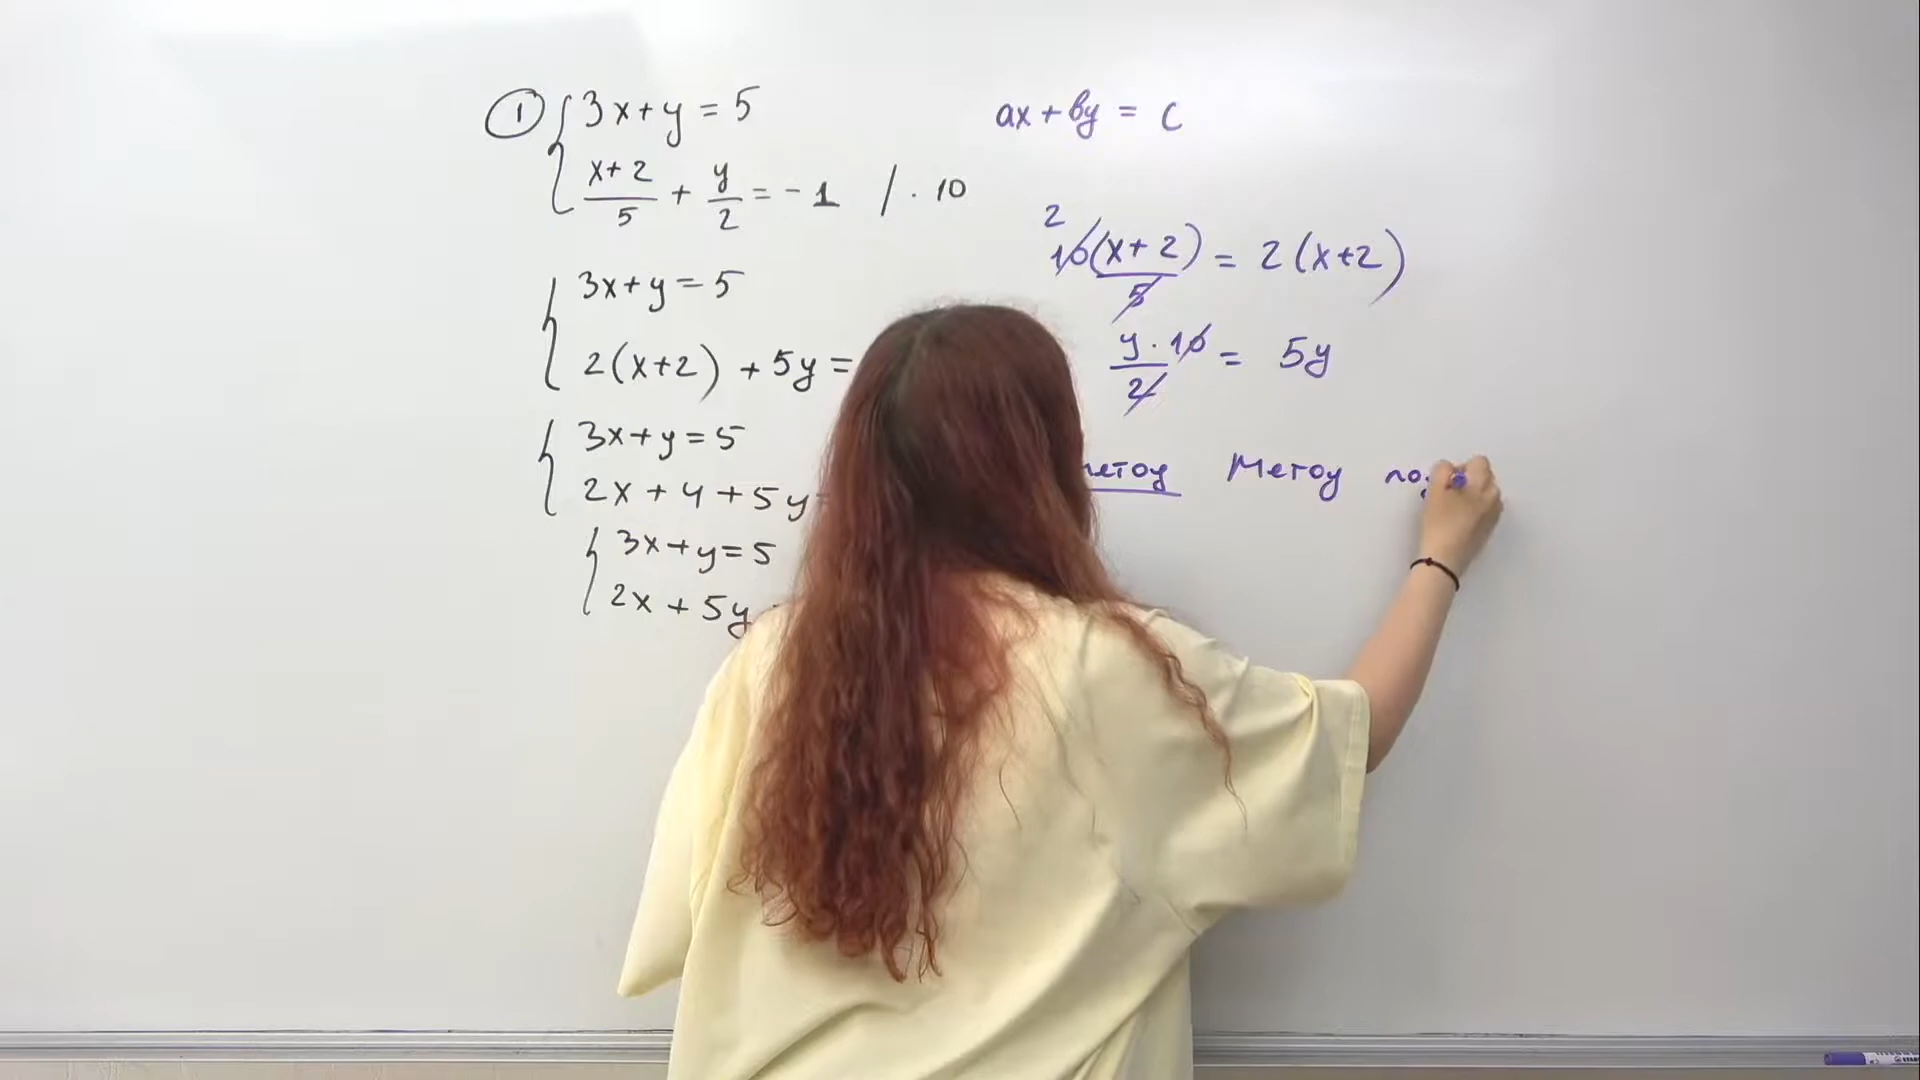 ① 3x + y = 5
x + 2 / 5 + y / 2 = - 1 / · 10
3x + y = 5
2(x+2) + 5y =
3x + y = 5
2x + 4 + 5y
3x + y = 5
2x + 5y
ax + by = c
2
10(x + 2) / 5 = 2(x+2)
y · 10 / 2 = 5y
Метод